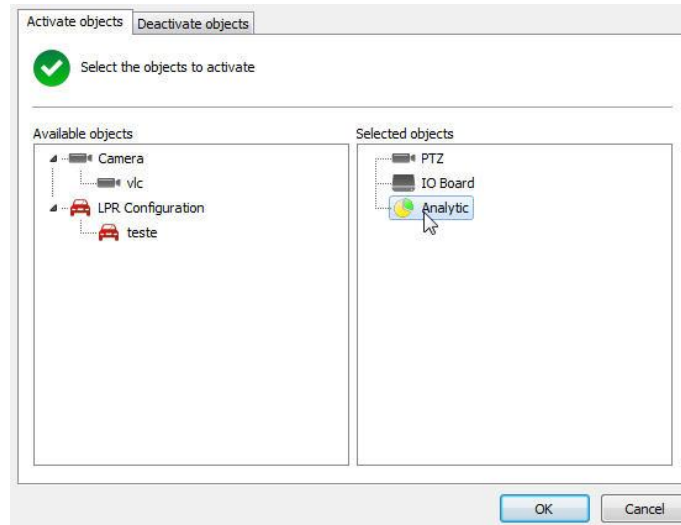 Activate objects
Deactivate objects
Select the objects to activate
Available objects
Camera
vlc
LPR Configuration
teste
Selected objects
PTZ
IO Board
Analytic
OK
Cancel